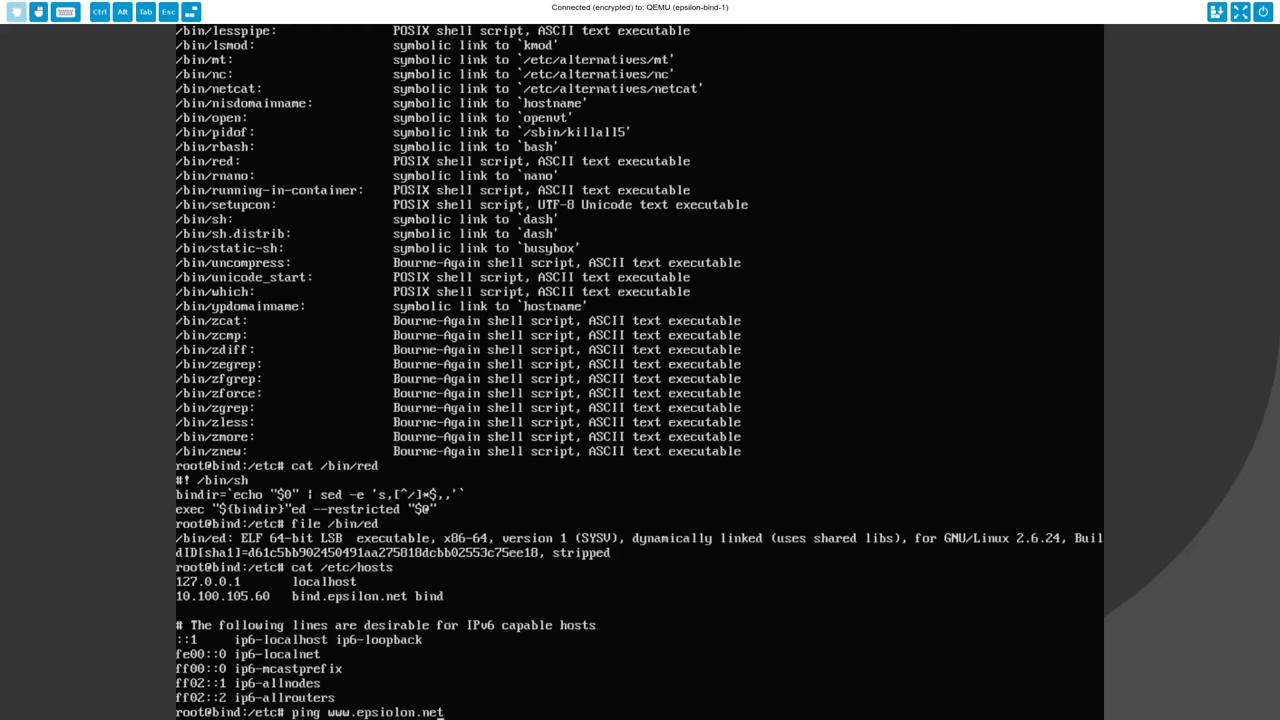 Connected (encrypted) to: QEMU (epsilon-bind-1)
Ctrl Alt Tab Esc
/bin/lesspipe: POSIX shell script, ASCII text executable
/bin/lsmod: symbolic link to `kmod'
/bin/mt: symbolic link to `/etc/alternatives/mt'
/bin/nc: symbolic link to `/etc/alternatives/nc'
/bin/netcat: symbolic link to `/etc/alternatives/netcat'
/bin/nisdomainname: symbolic link to `hostname'
/bin/open: symbolic link to `openvt'
/bin/pidof: symbolic link to `/sbin/killall5'
/bin/rbash: symbolic link to `bash'
/bin/red: POSIX shell script, ASCII text executable
/bin/rnano: symbolic link to `nano'
/bin/running-in-container: POSIX shell script, ASCII text executable
/bin/setupcon: POSIX shell script, UTF-8 Unicode text executable
/bin/sh: symbolic link to `dash'
/bin/sh.distrib: symbolic link to `dash'
/bin/static-sh: symbolic link to `busybox'
/bin/uncompress: Bourne-Again shell script, ASCII text executable
/bin/unicode_start: POSIX shell script, ASCII text executable
/bin/which: POSIX shell script, ASCII text executable
/bin/ypdomainname: symbolic link to `hostname'
/bin/zcat: Bourne-Again shell script, ASCII text executable
/bin/zcmp: Bourne-Again shell script, ASCII text executable
/bin/zdiff: Bourne-Again shell script, ASCII text executable
/bin/zegrep: Bourne-Again shell script, ASCII text executable
/bin/zfgrep: Bourne-Again shell script, ASCII text executable
/bin/zforce: Bourne-Again shell script, ASCII text executable
/bin/zgrep: Bourne-Again shell script, ASCII text executable
/bin/zless: Bourne-Again shell script, ASCII text executable
/bin/zmore: Bourne-Again shell script, ASCII text executable
/bin/znew: Bourne-Again shell script, ASCII text executable
root@bind:/etc# cat /bin/red
#! /bin/sh
bindir=`echo "$0" | sed -e 's,[^/]*$,,'`
exec "${bindir}"ed --restricted "$@"
root@bind:/etc# file /bin/ed
/bin/ed: ELF 64-bit LSB  executable, x86-64, version 1 (SYSV), dynamically linked (uses shared libs), for GNU/Linux 2.6.24, Buil
dID[sha1]=d61c5bb902450491aa275818dcbb02553c75ee18, stripped
root@bind:/etc# cat /etc/hosts
127.0.0.1 localhost
10.100.105.60 bind.epsilon.net bind
# The following lines are desirable for IPv6 capable hosts
::1 ip6-localhost ip6-loopback
fe00::0 ip6-localnet
ff00::0 ip6-mcastprefix
ff02::1 ip6-allnodes
ff02::2 ip6-allrouters
root@bind:/etc# ping www.epsiolon.net